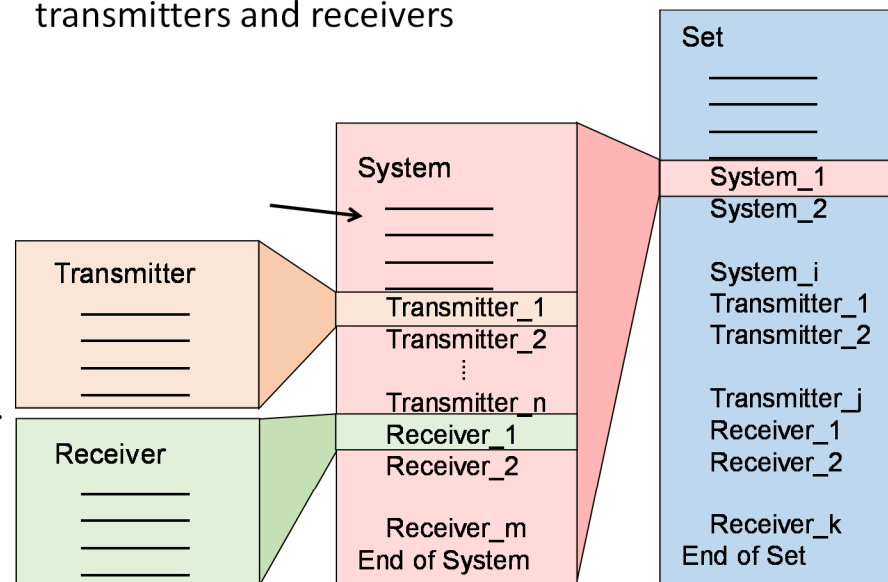 transmitters and receivers
Set
System_1
System_2
System_i
Transmitter_1
Transmitter_2
Transmitter_j
Receiver_1
Receiver_2
Receiver_k
End of Set
System
Transmitter_1
Transmitter_2
Transmitter_n
Receiver_1
Receiver_2
Receiver_m
End of System
Transmitter
Receiver